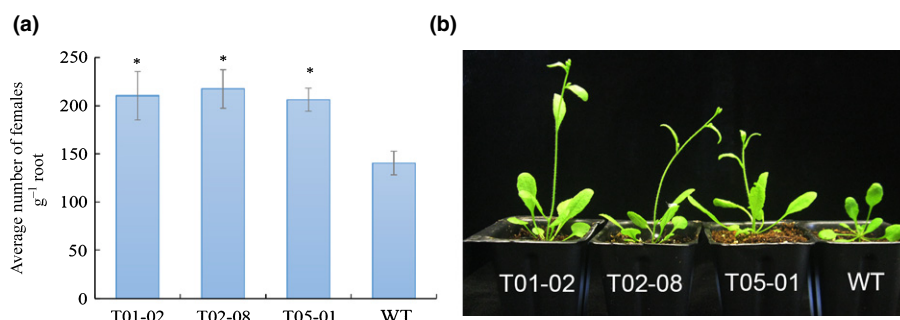 (a)
(b)
Average number of females
g⁻¹ root
250
200
150
100
50
0
*
*
*
T01-02
T02-08
T05-01
WT
T01-02
T02-08
T05-01
WT